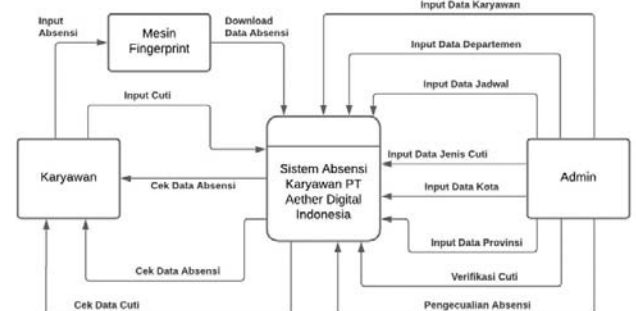 Input Data Karyawan
Input
Absensi
Mesin
Fingerprint
Download
Data Absensi
Input Data Departemen
Input Data Jadwal
Input Cuti
Karyawan
Cek Data Absensi
Sistem Absensi
Karyawan PT
Aether Digital
Indonesia
Input Data Jenis Cuti
Input Data Kota
Admin
Input Data Provinsi
Cek Data Absensi
Verifikasi Cuti
Cek Data Cuti
Pengecualian Absensi